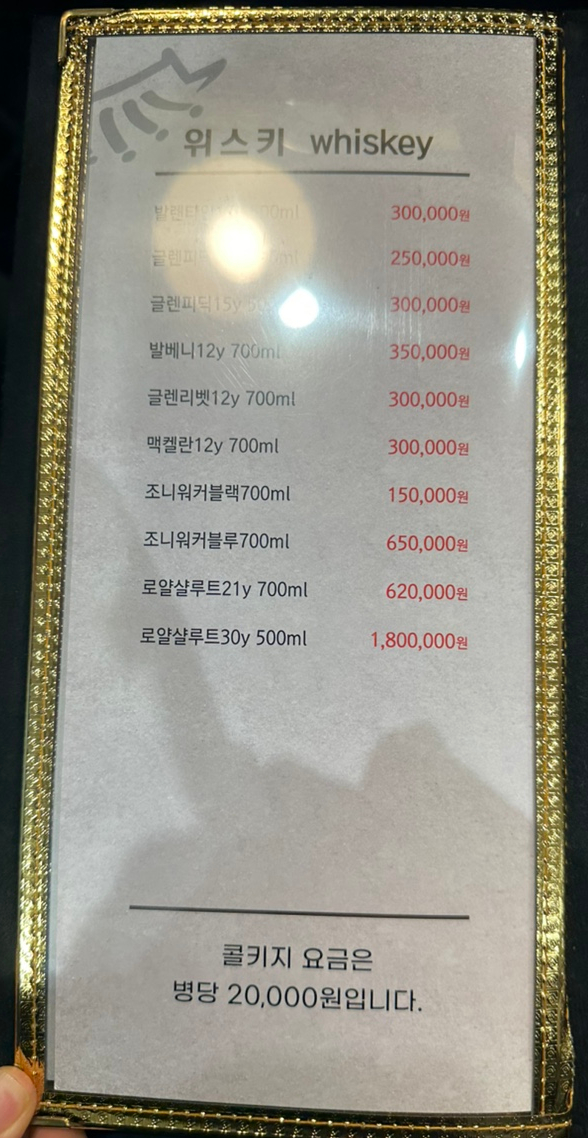 위스키 whiskey
300,000원
250,000원
글렌피딕15y 300,000원
발베니12y 700ml 350,000원
글렌리벳12y 700ml 300,000원
맥켈란12y 700ml 300,000원
조니워커블랙700ml 150,000원
조니워커블루700ml 650,000원
로얄샬루트21y 700ml 620,000원
로얄샬루트30y 500ml 1,800,000원
콜키지 요금은
병당 20,000원입니다.